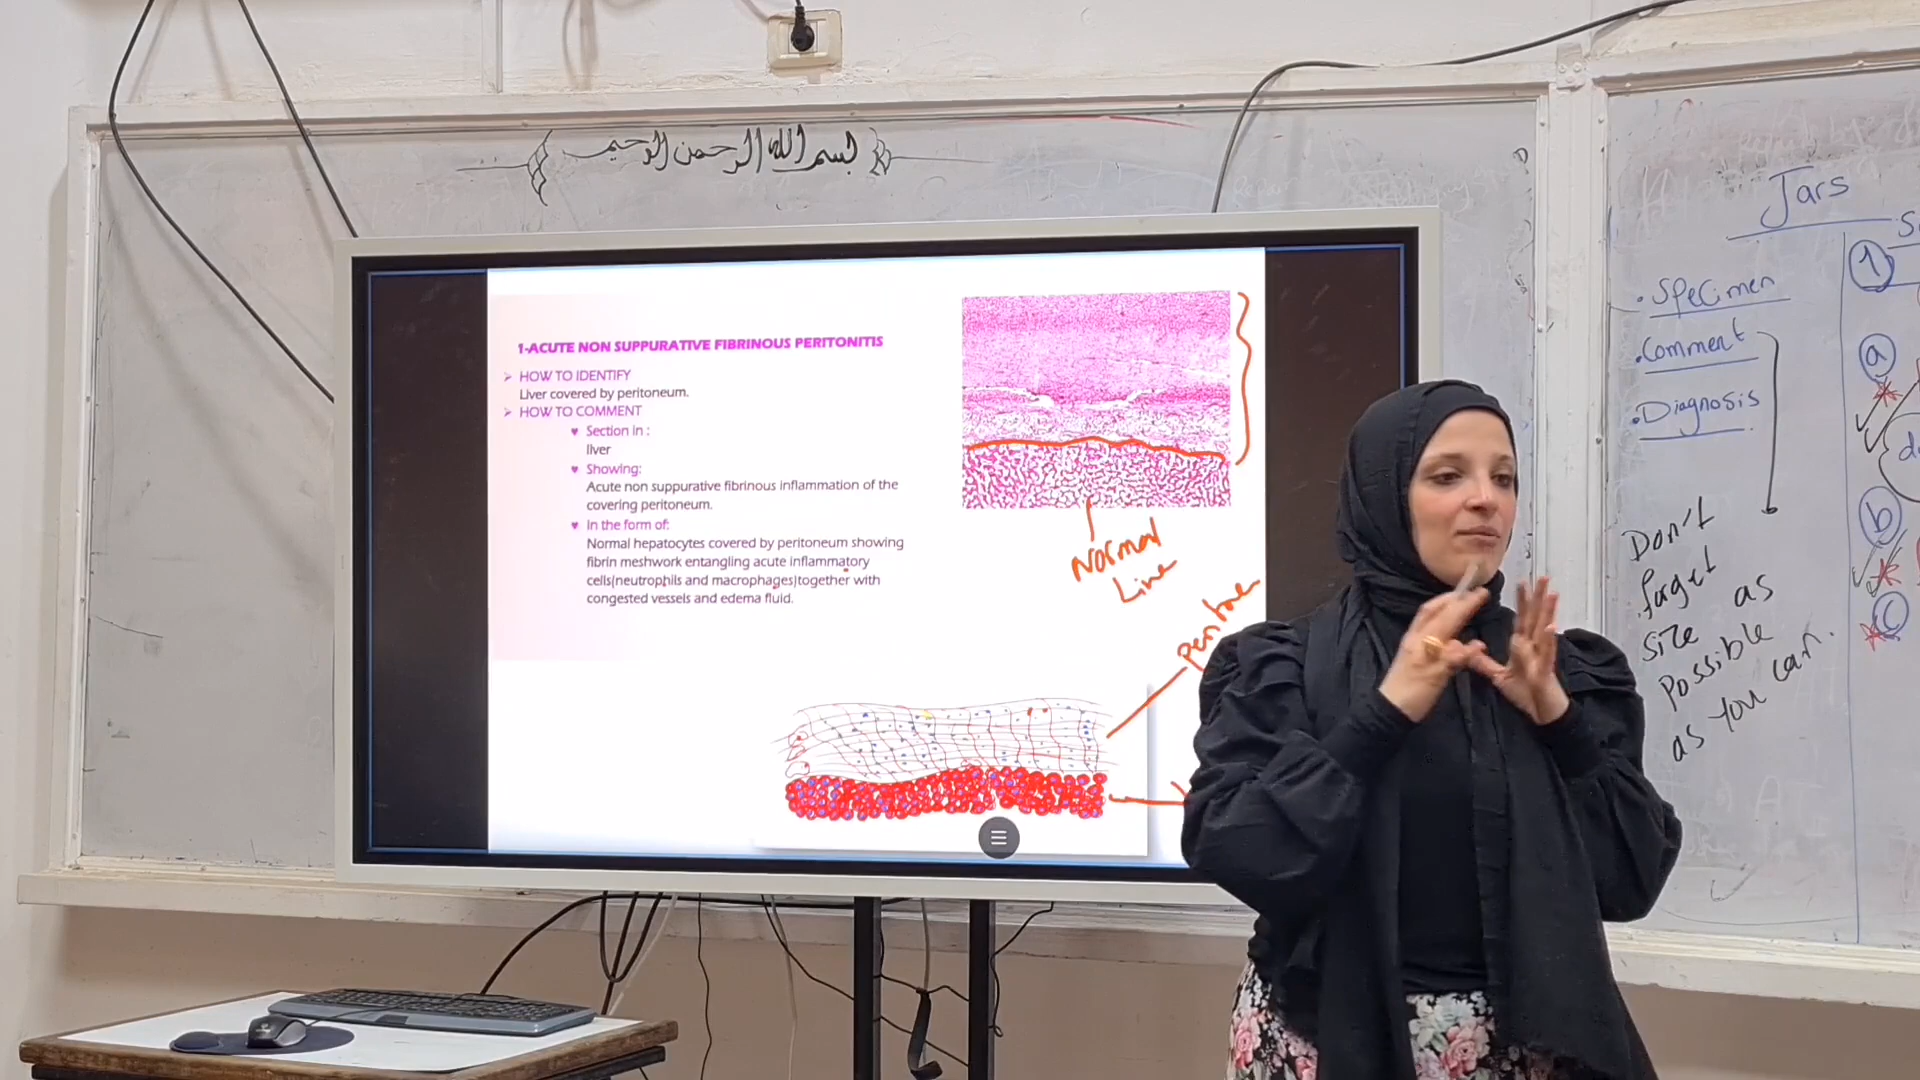 بسم الله الرحمن الرحيم
1-ACUTE NON SUPPURATIVE FIBRINOUS PERITONITIS
HOW TO IDENTIFY
Liver covered by peritoneum.
HOW TO COMMENT
Section in :
liver
Showing:
Acute non suppurative fibrinous inflammation of the
covering peritoneum.
In the form of:
Normal hepatocytes covered by peritoneum showing
fibrin meshwork entangling acute inflammatory
cells(neutrophils and macrophages)together with
congested vessels and edema fluid.
Normal
Live
peritone
Jars
• Specimen
• Comment
• Diagnosis
Don't
forget
size as
possible
as you can.
1
a
b
c